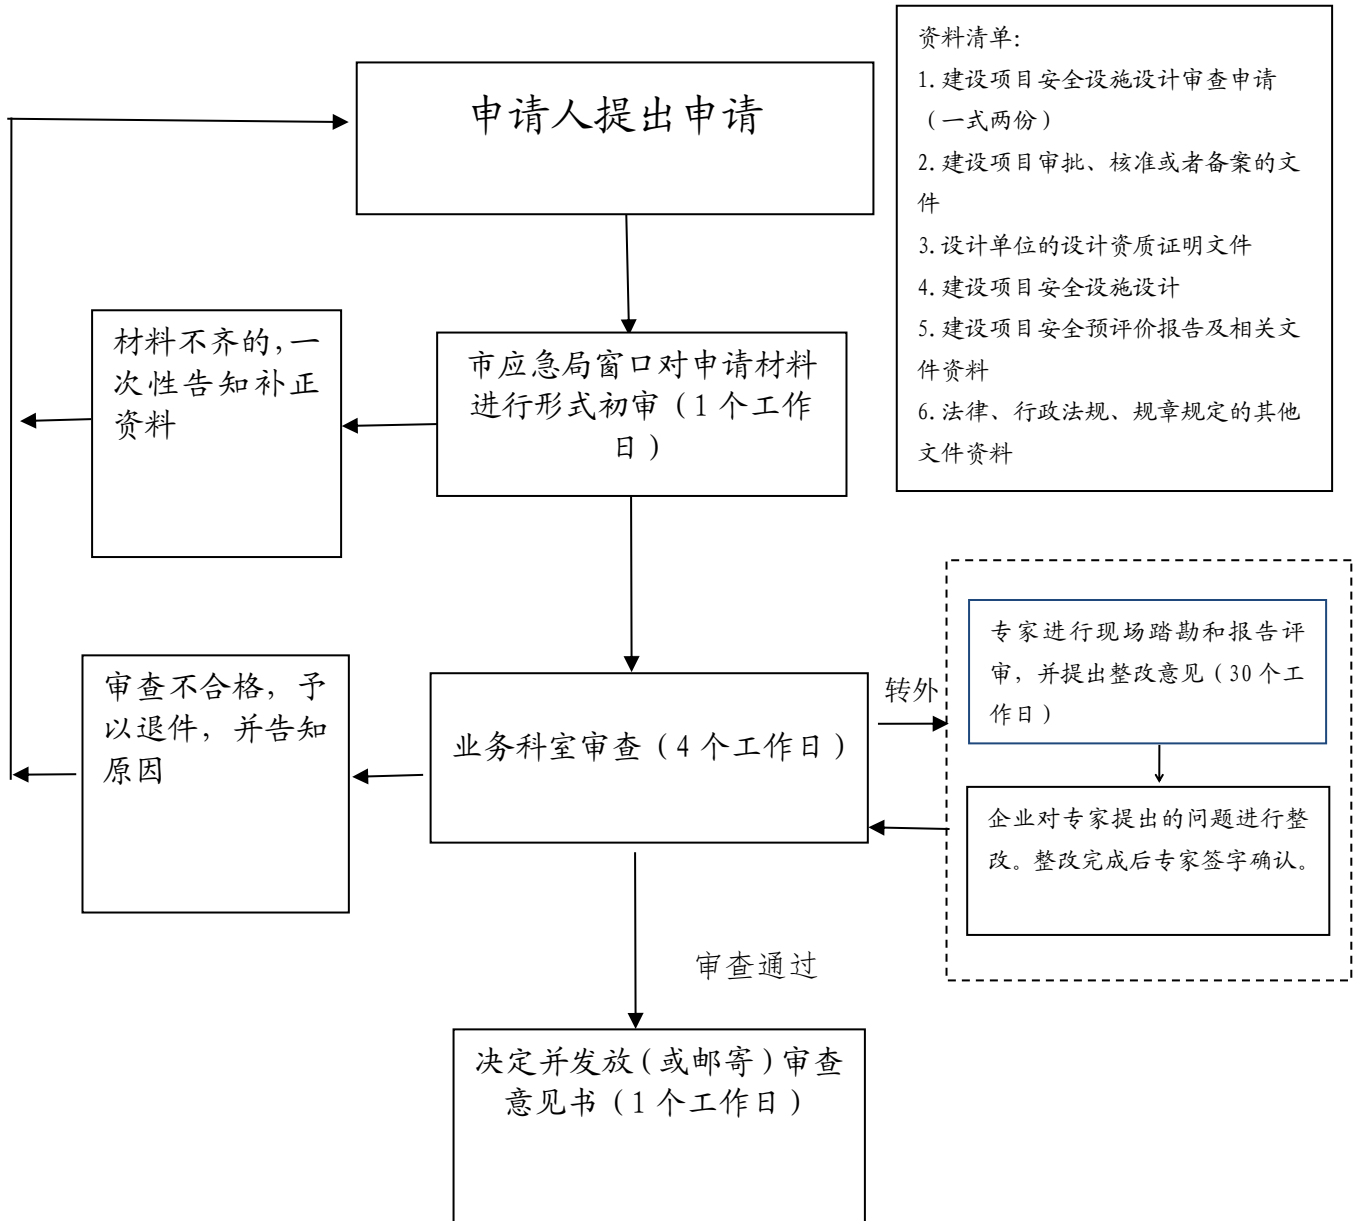 申请人提出申请
资料清单:
1.建设项目安全设施设计审查申请
（一式两份）
2.建设项目审批、核准或者备案的文
件
3.设计单位的设计资质证明文件
4.建设项目安全设施设计
5.建设项目安全预评价报告及相关文
件资料
6.法律、行政法规、规章规定的其他
文件资料
材料不齐的,一
次性告知补正
资料
市应急局窗口对申请材料
进行形式初审（1个工作
日）
专家进行现场踏勘和报告评
审,并提出整改意见（30个工
作日）
审查不合格，予
以退件，并告知
原因
业务科室审查（4个工作日）
转外
企业对专家提出的问题进行整
改。整改完成后专家签字确认。
审查通过
决定并发放(或邮寄)审查
意见书（1个工作日）